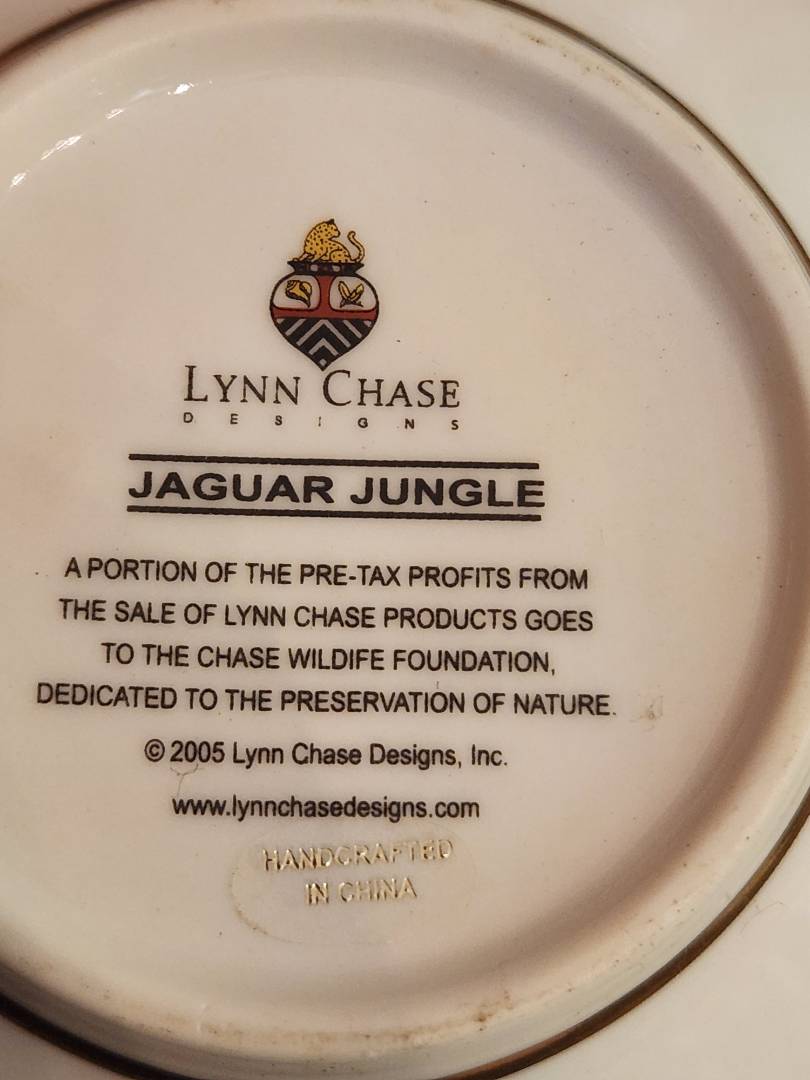 LYNN CHASE
DESIGNS
JAGUAR JUNGLE
A PORTION OF THE PRE-TAX PROFITS FROM
THE SALE OF LYNN CHASE PRODUCTS GOES
TO THE CHASE WILDIFE FOUNDATION,
DEDICATED TO THE PRESERVATION OF NATURE.
© 2005 Lynn Chase Designs, Inc.
www.lynnchasedesigns.com
HANDCRAFTED
IN CHINA